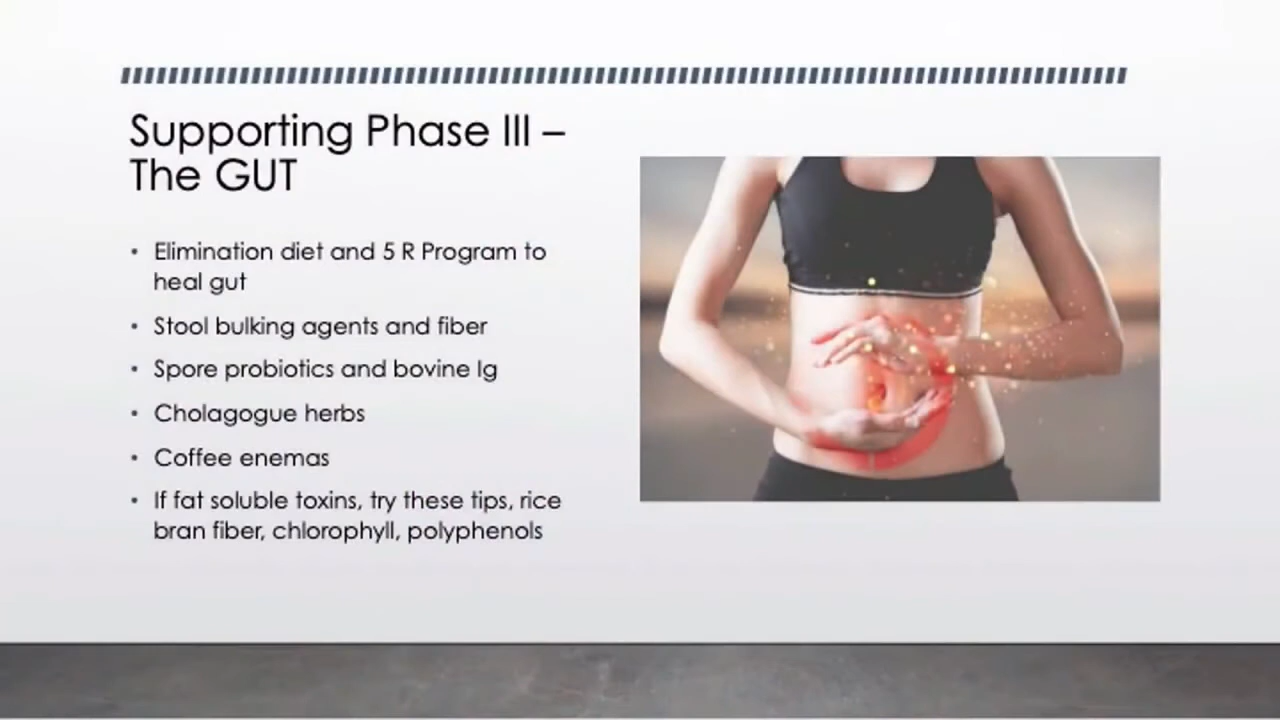 Supporting Phase III –
The GUT
• Elimination diet and 5 R Program to
heal gut
• Stool bulking agents and fiber
• Spore probiotics and bovine Ig
• Cholagogue herbs
• Coffee enemas
• If fat soluble toxins, try these tips, rice
bran fiber, chlorophyll, polyphenols